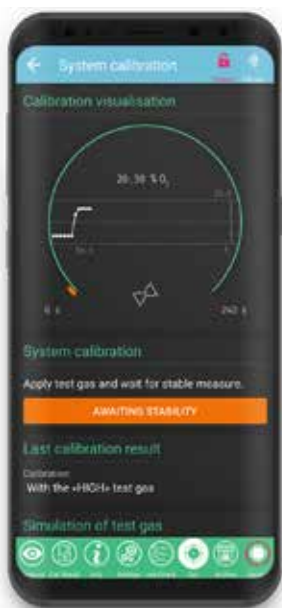 System calibration
Calibration visualisation
20.30 % O₂
0 s
240 s
System calibration
Apply test gas and wait for stable measure.
AWAITING STABILITY
Last calibration result
Calibration
With the «HIGH» test gas
Simulation of test gas